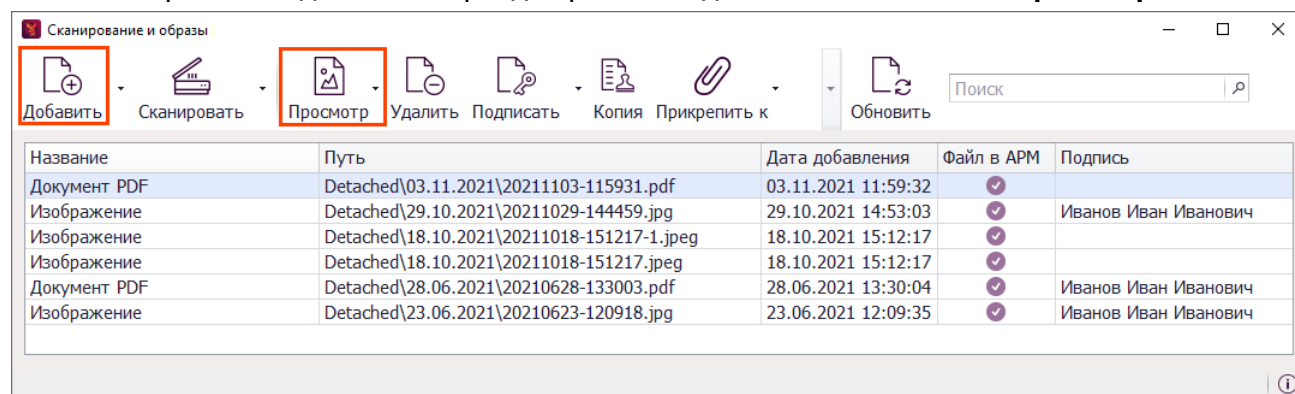 Сканирование и образы
Добавить Сканировать Просмотр Удалить Подписать Копия Прикрепить к Обновить Поиск
Название Путь Дата добавления Файл в АРМ Подпись
Документ PDF Detached\03.11.2021\20211103-115931.pdf 03.11.2021 11:59:32
Изображение Detached\29.10.2021\20211029-144459.jpg 29.10.2021 14:53:03 Иванов Иван Иванович
Изображение Detached\18.10.2021\20211018-151217-1.jpeg 18.10.2021 15:12:17
Изображение Detached\18.10.2021\20211018-151217.jpeg 18.10.2021 15:12:17
Документ PDF Detached\28.06.2021\20210628-133003.pdf 28.06.2021 13:30:04 Иванов Иван Иванович
Изображение Detached\23.06.2021\20210623-120918.jpg 23.06.2021 12:09:35 Иванов Иван Иванович